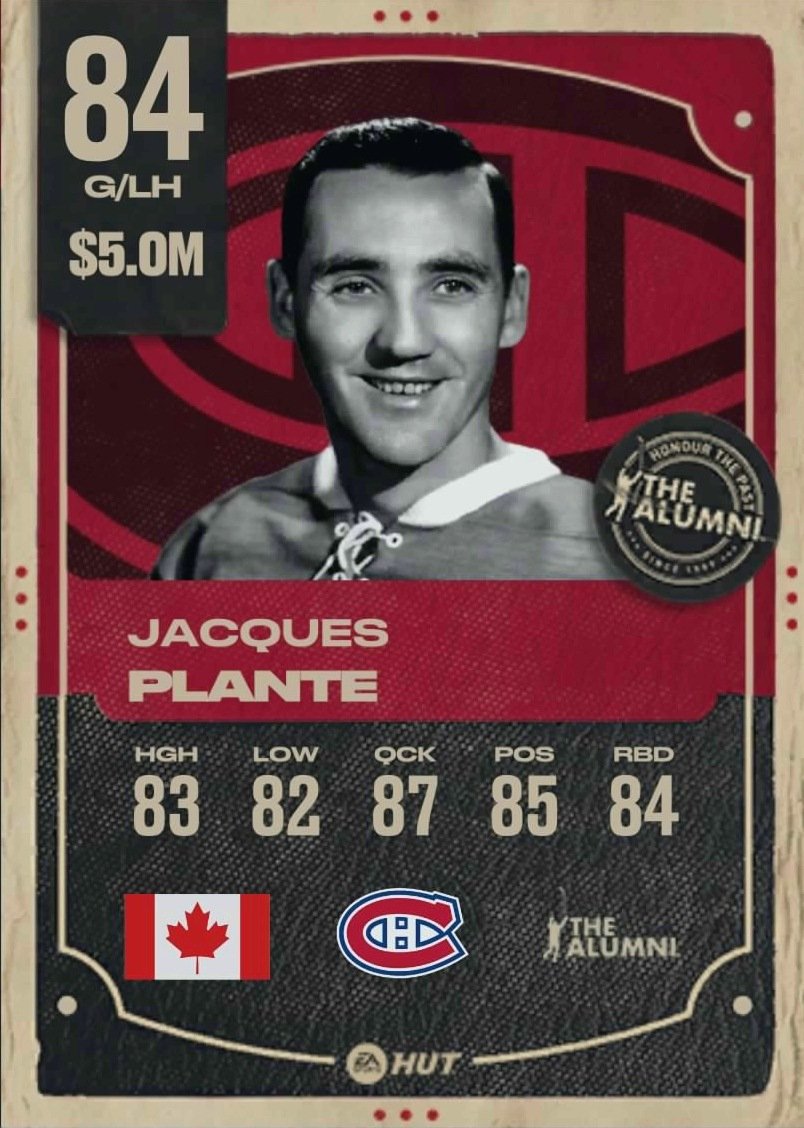 84
G/LH
$5.0M
HONOUR THE PAST
THE
ALUMNI
JACQUES
PLANTE
HGH LOW QCK POS RBD
83 82 87 85 84
THE
ALUMNI
EA
HUT